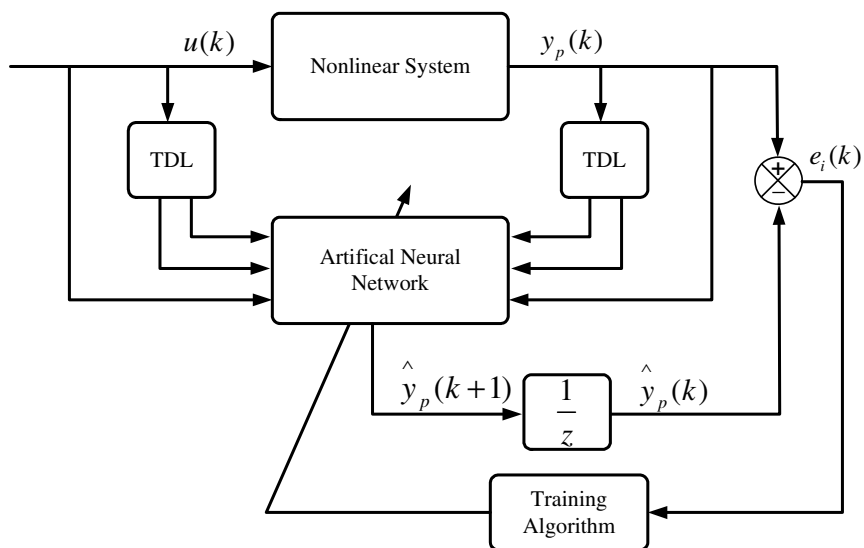 u(k)
Nonlinear System
y_p(k)
TDL
TDL
e_i(k)
+
−
Artifical Neural
Network
ŷ_p(k+1)
1/z
ŷ_p(k)
Training
Algorithm